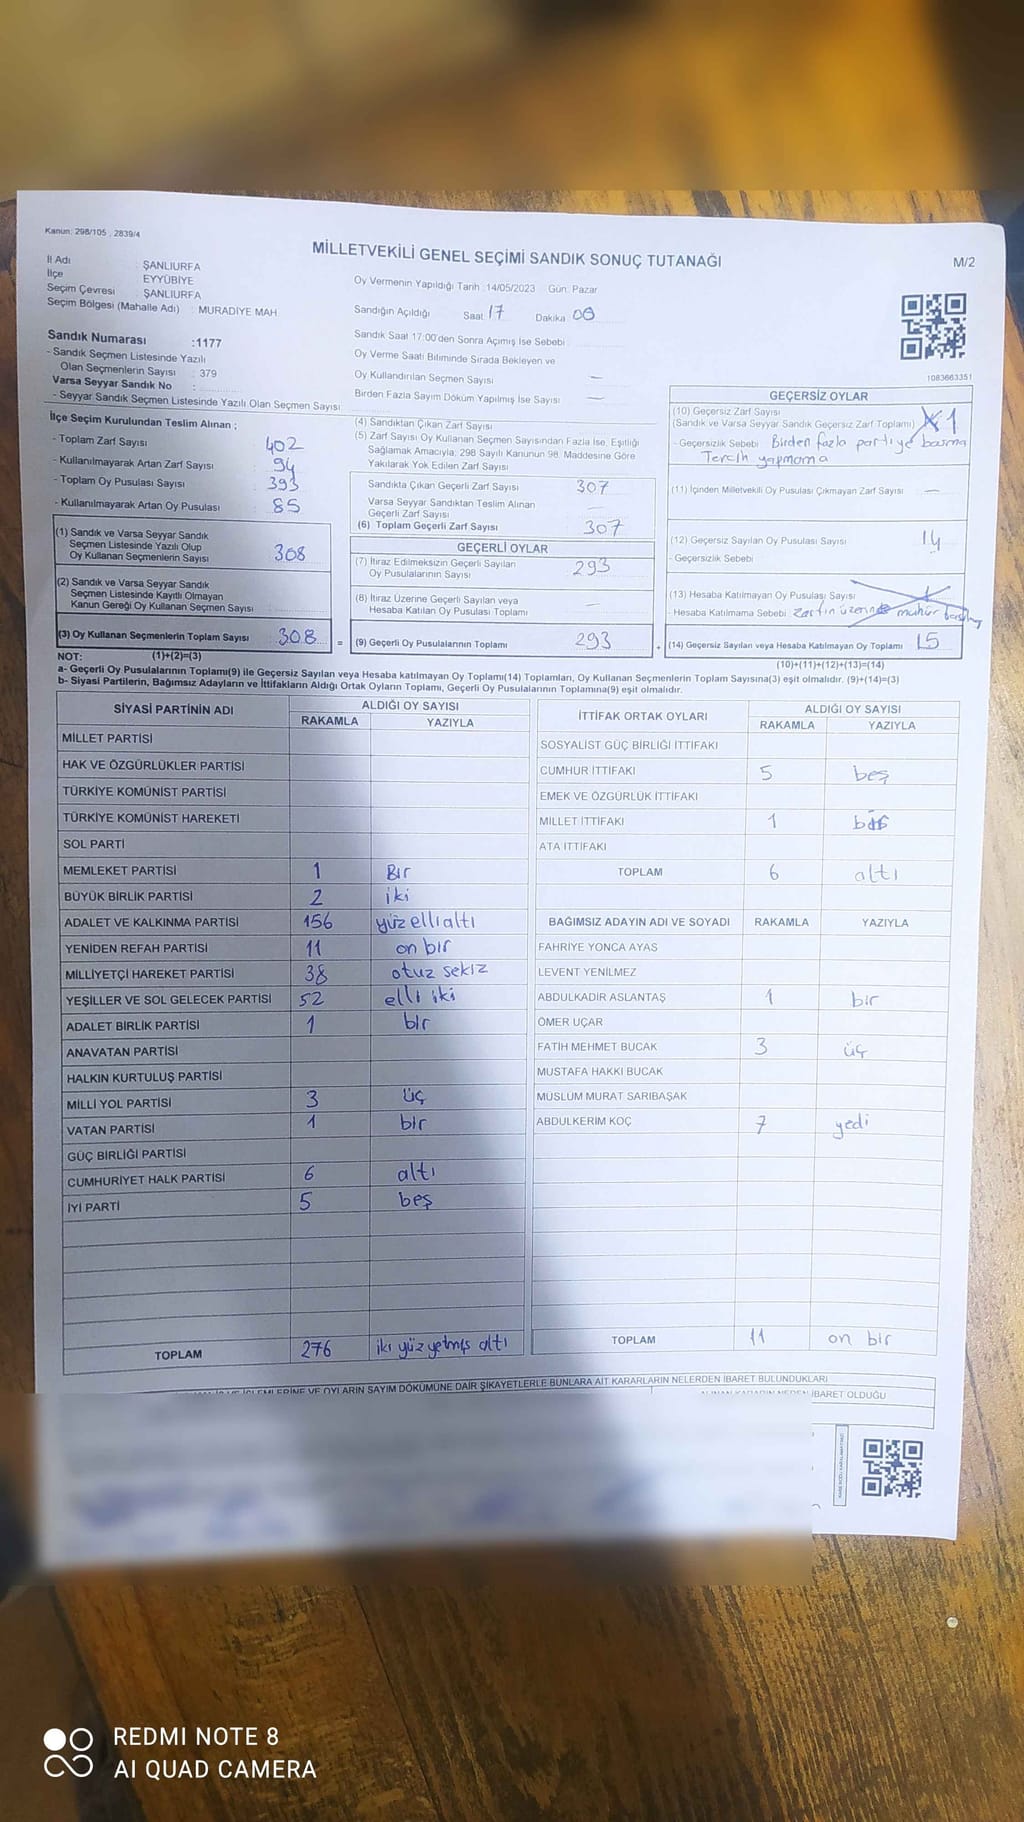 Kanun: 298/105 , 2839/4
MİLLETVEKİLİ GENEL SEÇİMİ SANDIK SONUÇ TUTANAĞI
M/2
İl Adı : ŞANLIURFA
İlçe EYYÜBİYE
Seçim Çevresi : ŞANLIURFA
Seçim Bölgesi (Mahalle Adı) : MURADİYE MAH.
Oy Vermenin Yapıldığı Tarih :14/05/2023 Gün: Pazar
Sandığın Açıldığı Saat 17 Dakika 00
Sandık Saat 17:00'den Sonra Açımış İse Sebebi
Oy Verme Saati Bitiminde Sırada Bekleyen ve
Oy Kullandırılan Seçmen Sayısı —
Birden Fazla Sayım Döküm Yapılmış İse Sayısı —
1083663351
Sandık Numarası :1177
- Sandık Seçmen Listesinde Yazılı
Olan Seçmenlerin Sayısı : 379
Varsa Seyyar Sandık No :
- Seyyar Sandık Seçmen Listesinde Yazılı Olan Seçmen Sayısı
İlçe Seçim Kurulundan Teslim Alınan ;
- Toplam Zarf Sayısı 402
- Kullanılmayarak Artan Zarf Sayısı 94
- Toplam Oy Pusulası Sayısı 393
- Kullanılmayarak Artan Oy Pusulası 85
(1) Sandık ve Varsa Seyyar Sandık
Seçmen Listesinde Yazılı Olup
Oy Kullanan Seçmenlerin Sayısı 308
(2) Sandık ve Varsa Seyyar Sandık
Seçmen Listesinde Kayıtlı Olmayan
Kanun Gereği Oy Kullanan Seçmen Sayısı
(3) Oy Kullanan Seçmenlerin Toplam Sayısı 308 =
(4) Sandıktan Çıkan Zarf Sayısı
(5) Zarf Sayısı Oy Kullanan Seçmen Sayısından Fazla İse, Eşitliği
Sağlamak Amacıyla; 298 Sayılı Kanunun 98. Maddesine Göre
Yakılarak Yok Edilen Zarf Sayısı
Sandıkta Çıkan Geçerli Zarf Sayısı 307
Varsa Seyyar Sandıktan Teslim Alınan
Geçerli Zarf Sayısı —
(6) Toplam Geçerli Zarf Sayısı 307
GEÇERLİ OYLAR
(7) İtiraz Edilmeksizin Geçerli Sayılan
Oy Pusulalarının Sayısı 293
(8) İtiraz Üzerine Geçerli Sayılan veya
Hesaba Katılan Oy Pusulası Toplamı —
(9) Geçerli Oy Pusulalarının Toplamı 293 +
GEÇERSİZ OYLAR
(10) Geçersiz Zarf Sayısı
(Sandık ve Varsa Seyyar Sandık Geçersiz Zarf Toplamı) 1
- Geçersizlik Sebebi Birden fazla partiye basma
Tercih yapmama
(11) İçinden Milletvekili Oy Pusulası Çıkmayan Zarf Sayısı —
(12) Geçersiz Sayılan Oy Pusulası Sayısı 14
- Geçersizlik Sebebi
(13) Hesaba Katılmayan Oy Pusulası Sayısı
- Hesaba Katılmama Sebebi zarfın üzerine mühür
(14) Geçersiz Sayılan veya Hesaba Katılmayan Oy Toplamı 15
NOT: (1)+(2)=(3)
(10)+(11)+(12)+(13)=(14)
a- Geçerli Oy Pusulalarının Toplamı(9) ile Geçersiz Sayılan veya Hesaba katılmayan Oy Toplamı(14) Toplamları, Oy Kullanan Seçmenlerin Toplam Sayısına(3) eşit olmalıdır. (9)+(14)=(3)
b- Siyasi Partilerin, Bağımsız Adayların ve İttifakların Aldığı Ortak Oyların Toplamı, Geçerli Oy Pusulalarının Toplamına(9) eşit olmalıdır.
SİYASİ PARTİNİN ADI ALDIĞI OY SAYISI
RAKAMLA YAZIYLA
MİLLET PARTİSİ
HAK VE ÖZGÜRLÜKLER PARTİSİ
TÜRKİYE KOMÜNİST PARTİSİ
TÜRKİYE KOMÜNİST HAREKETİ
SOL PARTİ
MEMLEKET PARTİSİ 1 Bir
BÜYÜK BİRLİK PARTİSİ 2 iki
ADALET VE KALKINMA PARTİSİ 156 yüz elli altı
YENİDEN REFAH PARTİSİ 11 on bir
MİLLİYETÇİ HAREKET PARTİSİ 38 otuz sekiz
YEŞİLLER VE SOL GELECEK PARTİSİ 52 elli iki
ADALET BİRLİK PARTİSİ 1 bir
ANAVATAN PARTİSİ
HALKIN KURTULUŞ PARTİSİ
MİLLİ YOL PARTİSİ 3 üç
VATAN PARTİSİ 1 bir
GÜÇ BİRLİĞİ PARTİSİ
CUMHURİYET HALK PARTİSİ 6 altı
İYİ PARTİ 5 beş
TOPLAM 276 iki yüz yetmiş altı
İTTİFAK ORTAK OYLARI ALDIĞI OY SAYISI
RAKAMLA YAZIYLA
SOSYALİST GÜÇ BİRLİĞİ İTTİFAKI
CUMHUR İTTİFAKI 5 beş
EMEK VE ÖZGÜRLÜK İTTİFAKI
MİLLET İTTİFAKI 1 bir
ATA İTTİFAKI
TOPLAM 6 altı
BAĞIMSIZ ADAYIN ADI VE SOYADI RAKAMLA YAZIYLA
FAHRİYE YONCA AYAS
LEVENT YENİLMEZ
ABDULKADİR ASLANTAŞ 1 bir
ÖMER UÇAR
FATİH MEHMET BUCAK 3 üç
MUSTAFA HAKKI BUCAK
MÜSLÜM MURAT SARIBAŞAK
ABDULKERİM KOÇ 7 yedi
TOPLAM 11 on bir
VE OYLARIN SAYIM DÖKÜMÜNE DAİR ŞİKAYETLERLE BUNLARA AİT KARARLARIN NELERDEN İBARET BULUNDUKLARI
İBARET OLDUĞU
REDMI NOTE 8
AI QUAD CAMERA